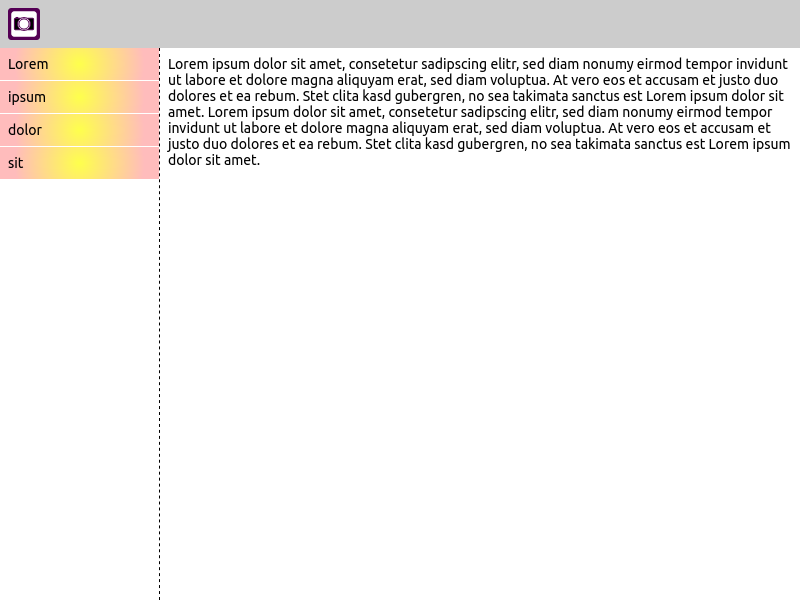 Lorem
ipsum
dolor
sit
Lorem ipsum dolor sit amet, consetetur sadipscing elitr, sed diam nonumy eirmod tempor invidunt
ut labore et dolore magna aliquyam erat, sed diam voluptua. At vero eos et accusam et justo duo
dolores et ea rebum. Stet clita kasd gubergren, no sea takimata sanctus est Lorem ipsum dolor sit
amet. Lorem ipsum dolor sit amet, consetetur sadipscing elitr, sed diam nonumy eirmod tempor
invidunt ut labore et dolore magna aliquyam erat, sed diam voluptua. At vero eos et accusam et
justo duo dolores et ea rebum. Stet clita kasd gubergren, no sea takimata sanctus est Lorem ipsum
dolor sit amet.